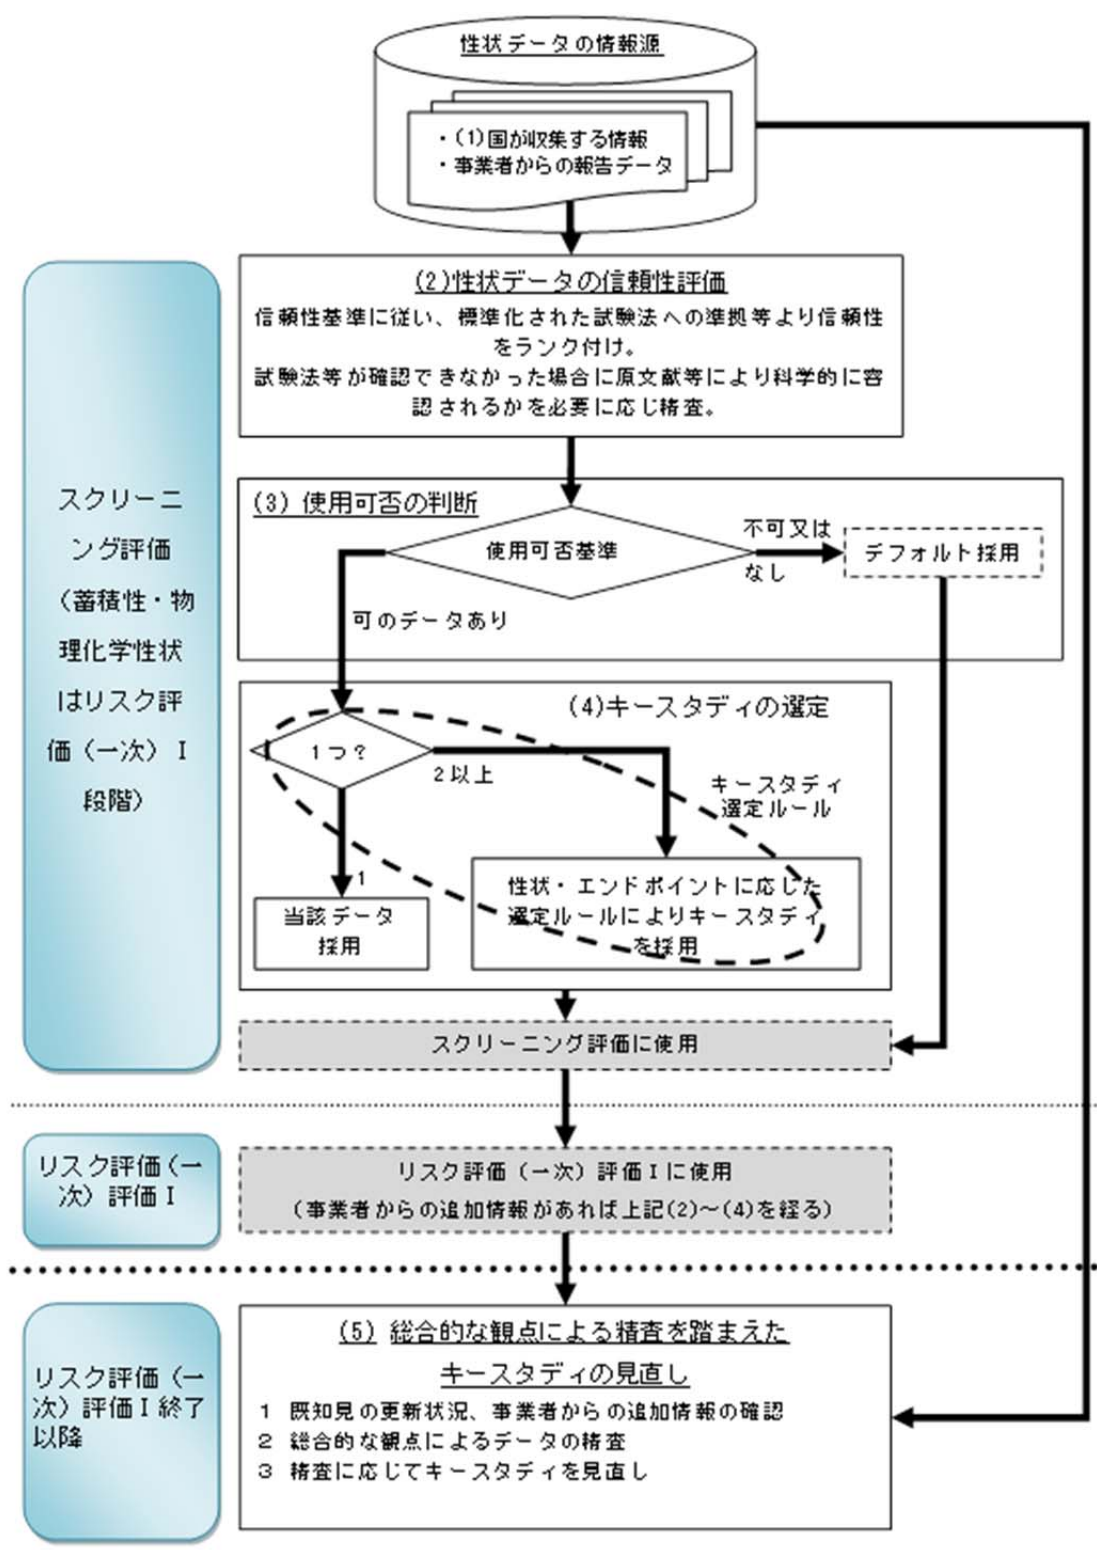 性状データの情報源
・(1)国が収集する情報
・事業者からの報告データ
(2)性状データの信頼性評価
信頼性基準に従い、標準化された試験法への準拠等より信頼性
をランク付け。
試験法等が確認できなかった場合に原文献等により科学的に容
認されるかを必要に応じ精査。
スクリーニ
ング評価
（蓄積性・物
理化学性状
はリスク評
価（一次）Ⅰ
段階）
(3) 使用可否の判断
使用可否基準
不可又は
なし
デフォルト採用
可のデータあり
(4)キースタディの選定
1つ？
2以上
キースタディ
選定ルール
1
当該データ
採用
性状・エンドポイントに応じた
選定ルールによりキースタディ
を採用
スクリーニング評価に使用
リスク評価（一
次）評価Ⅰ
リスク評価（一次）評価Ⅰに使用
（事業者からの追加情報があれば上記(2)～(4)を経る）
リスク評価（一
次）評価Ⅰ終了
以降
(5) 総合的な観点による精査を踏まえた
キースタディの見直し
1 既知見の更新状況、事業者からの追加情報の確認
2 総合的な観点によるデータの精査
3 精査に応じてキースタディを見直し